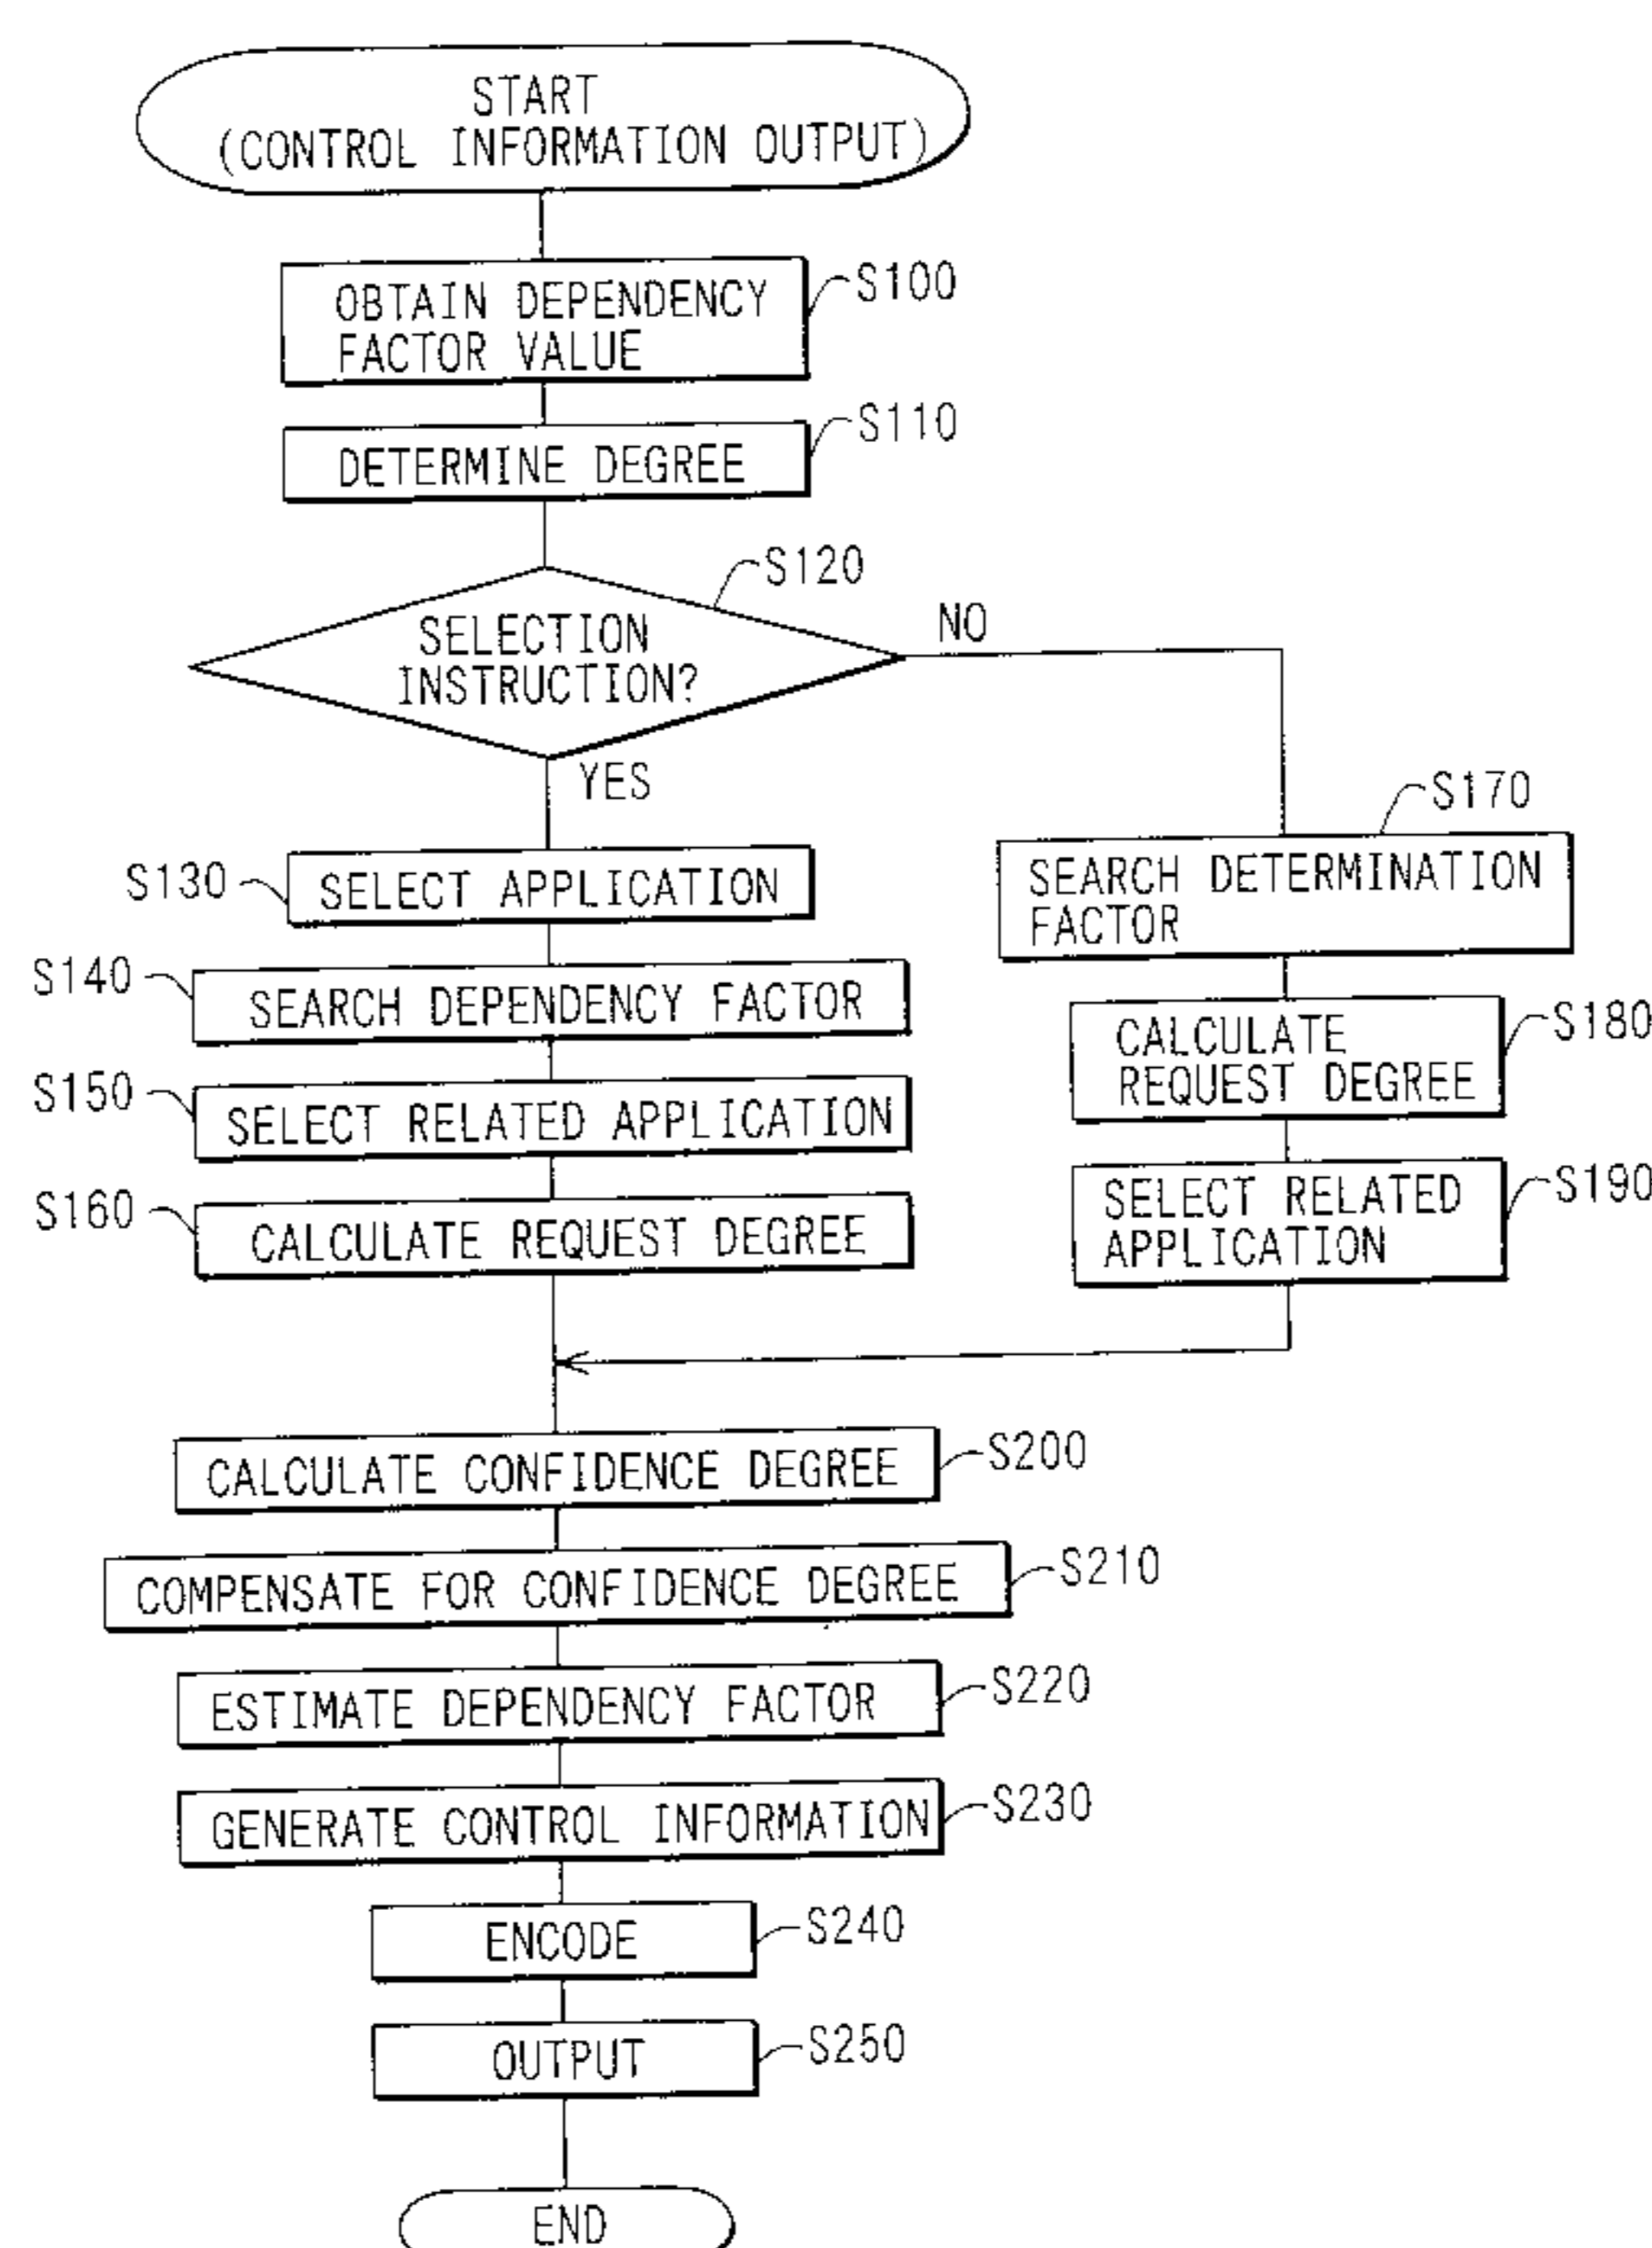 START
(CONTROL INFORMATION OUTPUT)
OBTAIN DEPENDENCY
FACTOR VALUE
S100
DETERMINE DEGREE
S110
S120
SELECTION
INSTRUCTION?
NO
YES
S130
SELECT APPLICATION
S140
SEARCH DEPENDENCY FACTOR
S150
SELECT RELATED APPLICATION
S160
CALCULATE REQUEST DEGREE
S170
SEARCH DETERMINATION
FACTOR
CALCULATE
REQUEST DEGREE
S180
SELECT RELATED
APPLICATION
S190
CALCULATE CONFIDENCE DEGREE
S200
COMPENSATE FOR CONFIDENCE DEGREE
S210
ESTIMATE DEPENDENCY FACTOR
S220
GENERATE CONTROL INFORMATION
S230
ENCODE
S240
OUTPUT
S250
END